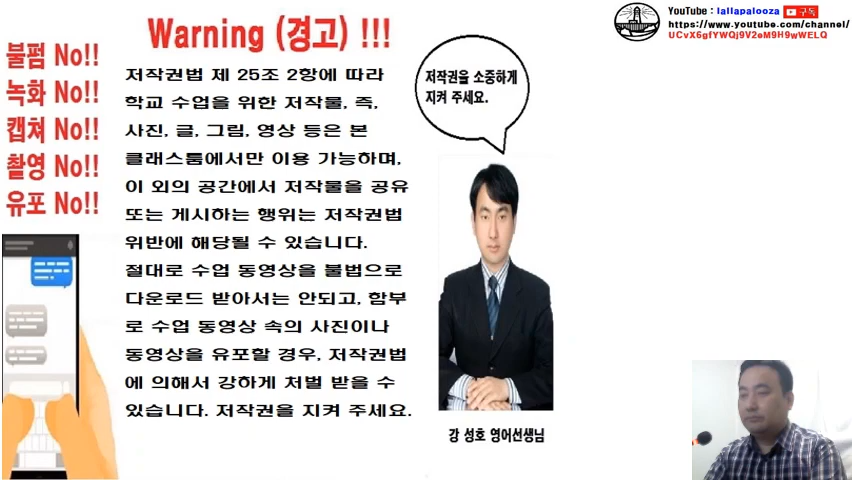 Warning (경고) !!!
불펌 No!!
녹화 No!!
캡쳐 No!!
촬영 No!!
유포 No!!
저작권법 제 25조 2항에 따라
학교 수업을 위한 저작물, 즉,
사진, 글, 그림, 영상 등은 본
클래스룸에서만 이용 가능하며,
이 외의 공간에서 저작물을 공유
또는 게시하는 행위는 저작권법
위반에 해당될 수 있습니다.
절대로 수업 동영상을 불법으로
다운로드 받아서는 안되고, 함부
로 수업 동영상 속의 사진이나
동영상을 유포할 경우, 저작권법
에 의해서 강하게 처벌 받을 수
있습니다. 저작권을 지켜 주세요.
저작권을 소중하게
지켜 주세요.
강 성호 영어선생님
YouTube : lallapalooza 구독
https://www.youtube.com/channel/
UCvX6gfYWQj9V2eM9H9wWELQ